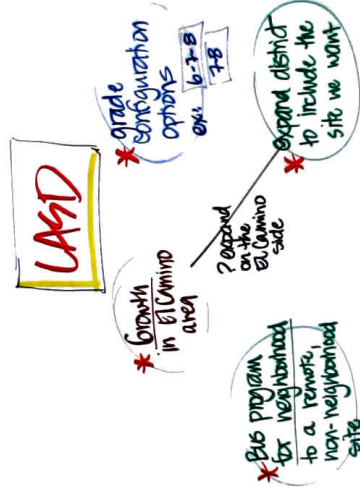 LASD
* Growth
in El Camino
area
* grade
configuration
options
ex: 6-7-8
7-8
? expand
on the
El Camino
side
* Bus program
for neighborhood
to a remote,
non-neighborhood
site
* expand district
to include the
site we want